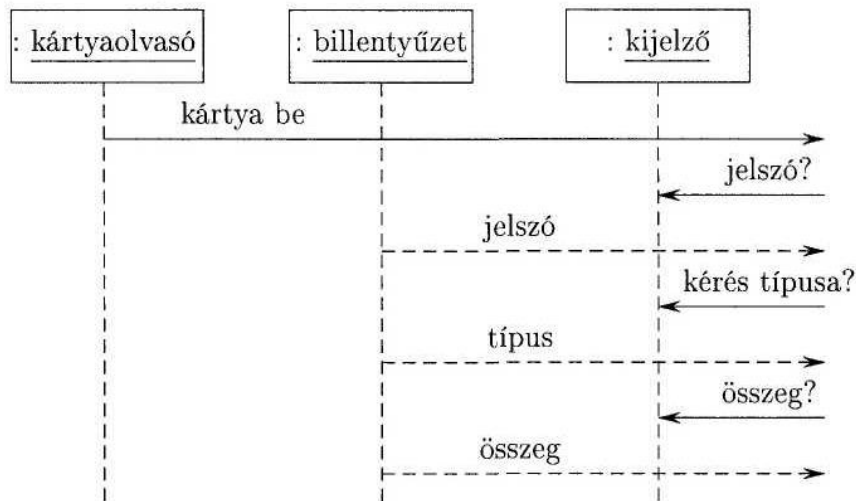 : kártyaolvasó
: billentyűzet
: kijelző
kártya be
jelszó?
jelszó
kérés típusa?
típus
összeg?
összeg